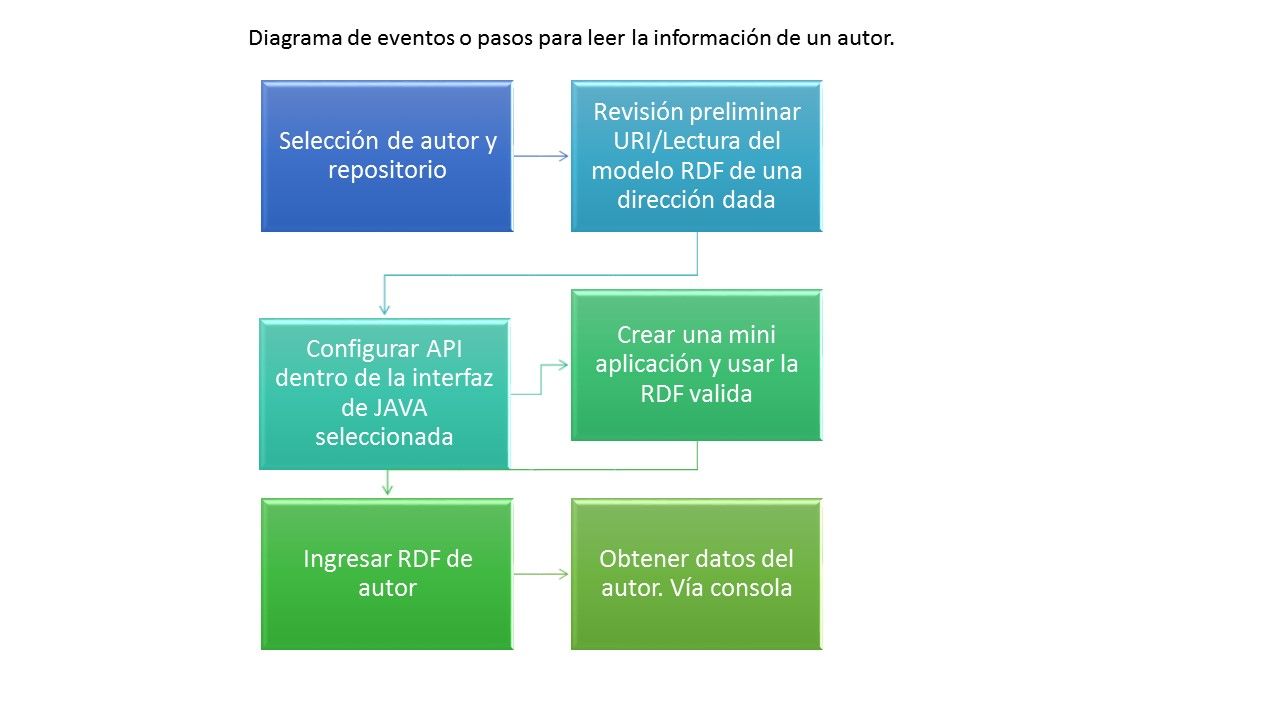 Diagrama de eventos o pasos para leer la información de un autor.
Selección de autor y
repositorio
Revisión preliminar
URI/Lectura del
modelo RDF de una
dirección dada
Configurar API
dentro de la interfaz
de JAVA
seleccionada
Crear una mini
aplicación y usar la
RDF valida
Ingresar RDF de
autor
Obtener datos del
autor. Vía consola